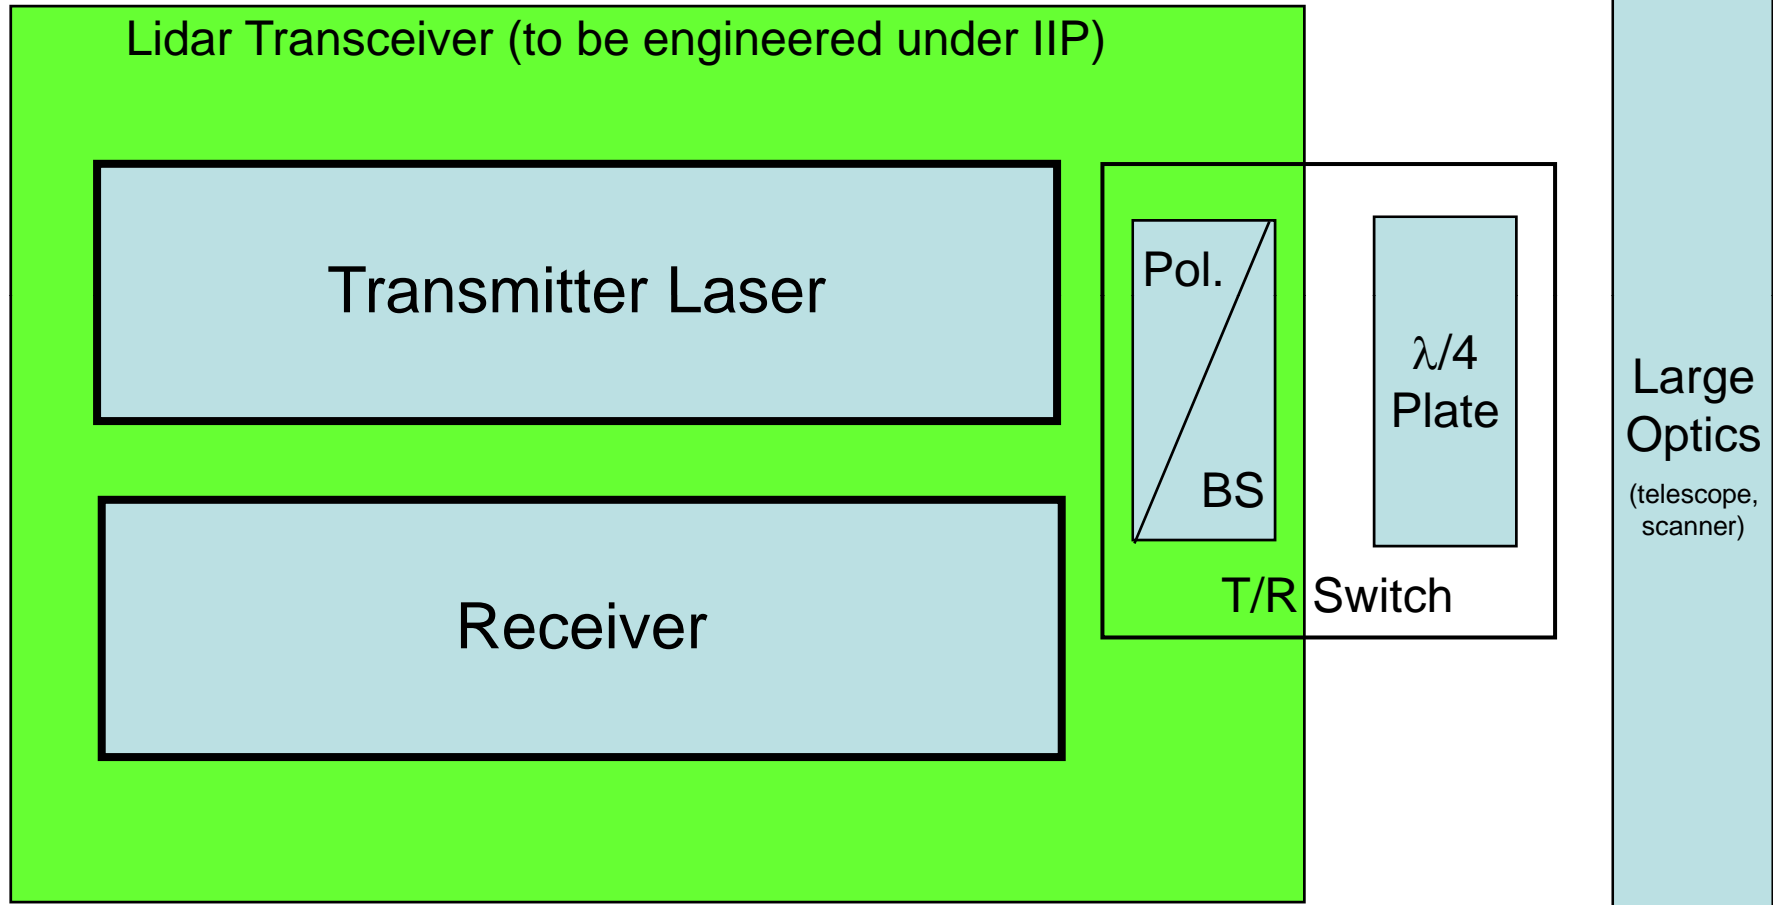 Lidar Transceiver (to be engineered under IIP)
Transmitter Laser
Receiver
Pol.
BS
λ/4
Plate
T/R Switch
Large
Optics
(telescope,
scanner)